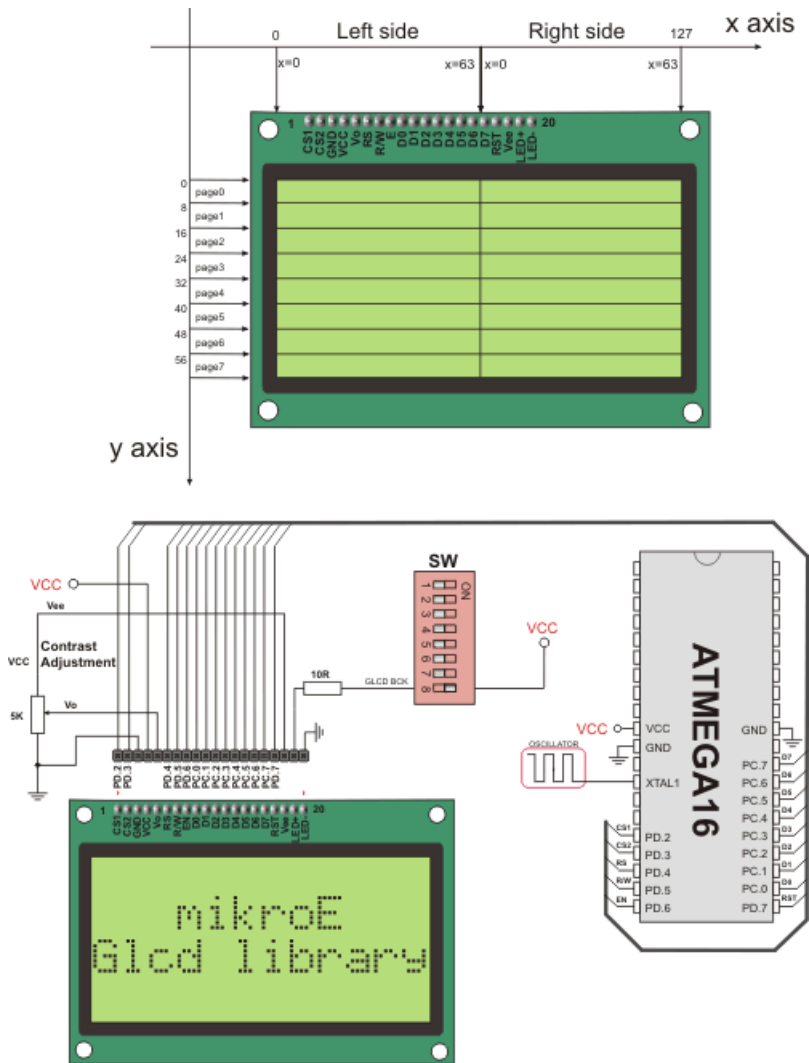 0 Left side Right side 127 x axis
x=0 x=63 x=0 x=63
1 20
CS1 CS2 GND VCC Vo RS R/W E D0 D1 D2 D3 D4 D5 D6 D7 RST Vee LED+ LED-
0
page0
8
page1
16
page2
24
page3
32
page4
40
page5
48
page6
56
page7
y axis
SW
ON
1
2
3
4
5
6
7
8
VCC
Vee
VCC
Contrast
Adjustment
VCC
10R
GLCD BCK
5K
Vo
ATMEGA16
VCC VCC GND
GND
OSCILLATOR
XTAL1
PC.7 D7
PC.6 D6
PC.5 D5
PC.4 D4
CS1 PD.2 PC.3 D3
CS2 PD.3 PC.2 D2
RS PD.4 PC.1 D1
R/W PD.5 PC.0 D0
EN PD.6 PD.7 RST
PD.2 PD.3 PD.4 PD.5 PD.6 PC.0 PC.1 PC.2 PC.3 PC.4 PC.5 PC.6 PC.7 PD.7
1 20
CS1 CS2 GND VCC Vo RS R/W EN D0 D1 D2 D3 D4 D5 D6 D7 RST Vee LED+ LED-
mikroE
Glcd library